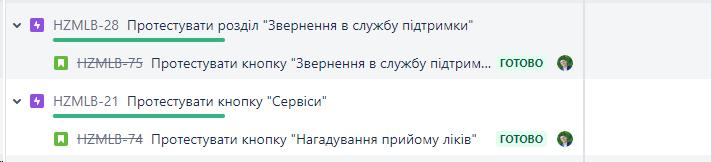 HZMLB-28 Протестувати розділ "Звернення в службу підтримки"
HZMLB-75 Протестувати кнопку "Звернення в службу підтрим... ГОТОВО
HZMLB-21 Протестувати кнопку "Сервіси"
HZMLB-74 Протестувати кнопку "Нагадування прийому ліків" ГОТОВО